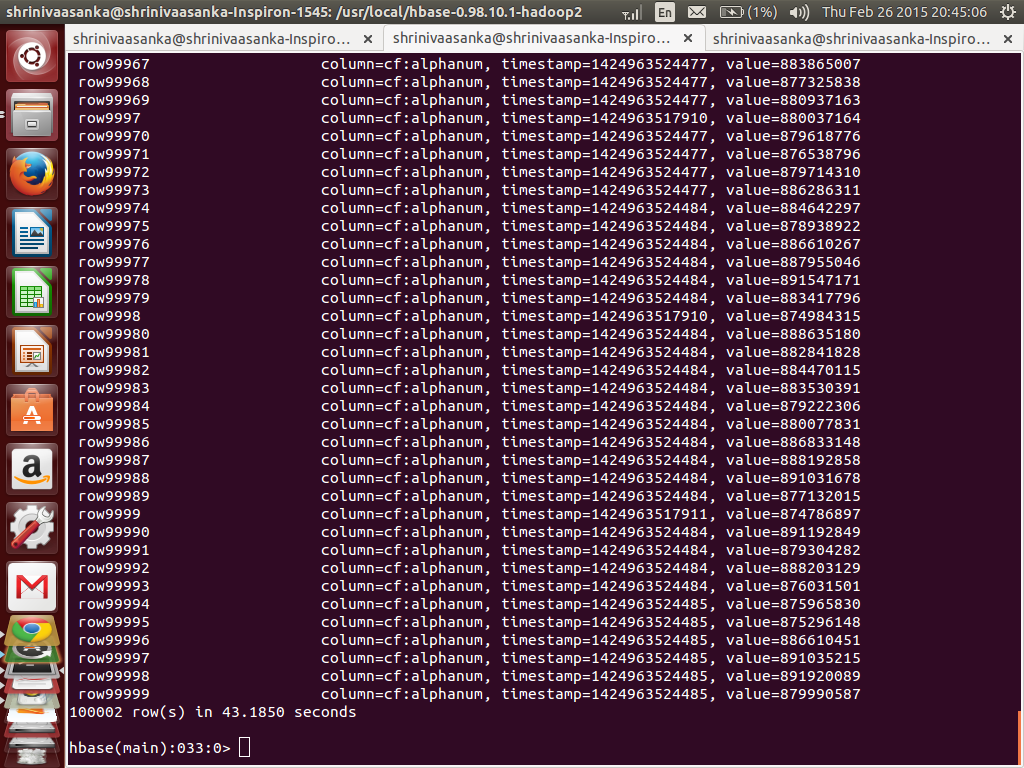 shrinivaasanka@shrinivaasanka-Inspiron-1545: /usr/local/hbase-0.98.10.1-hadoop2 En (1%) Thu Feb 26 2015 20:45:06
shrinivaasanka@shrinivaasanka-Inspiro... × shrinivaasanka@shrinivaasanka-Inspiro... × shrinivaasanka@shrinivaasanka-Inspiro... ×
row99967 column=cf:alphanum, timestamp=1424963524477, value=883865007
row99968 column=cf:alphanum, timestamp=1424963524477, value=877325838
row99969 column=cf:alphanum, timestamp=1424963524477, value=880937163
row9997 column=cf:alphanum, timestamp=1424963517910, value=880037164
row99970 column=cf:alphanum, timestamp=1424963524477, value=879618776
row99971 column=cf:alphanum, timestamp=1424963524477, value=876538796
row99972 column=cf:alphanum, timestamp=1424963524477, value=879714310
row99973 column=cf:alphanum, timestamp=1424963524477, value=886286311
row99974 column=cf:alphanum, timestamp=1424963524484, value=884642297
row99975 column=cf:alphanum, timestamp=1424963524484, value=878938922
row99976 column=cf:alphanum, timestamp=1424963524484, value=886610267
row99977 column=cf:alphanum, timestamp=1424963524484, value=887955046
row99978 column=cf:alphanum, timestamp=1424963524484, value=891547171
row99979 column=cf:alphanum, timestamp=1424963524484, value=883417796
row9998 column=cf:alphanum, timestamp=1424963517910, value=874984315
row99980 column=cf:alphanum, timestamp=1424963524484, value=888635180
row99981 column=cf:alphanum, timestamp=1424963524484, value=882841828
row99982 column=cf:alphanum, timestamp=1424963524484, value=884470115
row99983 column=cf:alphanum, timestamp=1424963524484, value=883530391
row99984 column=cf:alphanum, timestamp=1424963524484, value=879222306
row99985 column=cf:alphanum, timestamp=1424963524484, value=880077831
row99986 column=cf:alphanum, timestamp=1424963524484, value=886833148
row99987 column=cf:alphanum, timestamp=1424963524484, value=888192858
row99988 column=cf:alphanum, timestamp=1424963524484, value=891031678
row99989 column=cf:alphanum, timestamp=1424963524484, value=877132015
row9999 column=cf:alphanum, timestamp=1424963517911, value=874786897
row99990 column=cf:alphanum, timestamp=1424963524484, value=891192849
row99991 column=cf:alphanum, timestamp=1424963524484, value=879304282
row99992 column=cf:alphanum, timestamp=1424963524484, value=888203129
row99993 column=cf:alphanum, timestamp=1424963524484, value=876031501
row99994 column=cf:alphanum, timestamp=1424963524485, value=875965830
row99995 column=cf:alphanum, timestamp=1424963524485, value=875296148
row99996 column=cf:alphanum, timestamp=1424963524485, value=886610451
row99997 column=cf:alphanum, timestamp=1424963524485, value=891035215
row99998 column=cf:alphanum, timestamp=1424963524485, value=891920089
row99999 column=cf:alphanum, timestamp=1424963524485, value=879990587
100002 row(s) in 43.1850 seconds
hbase(main):033:0>